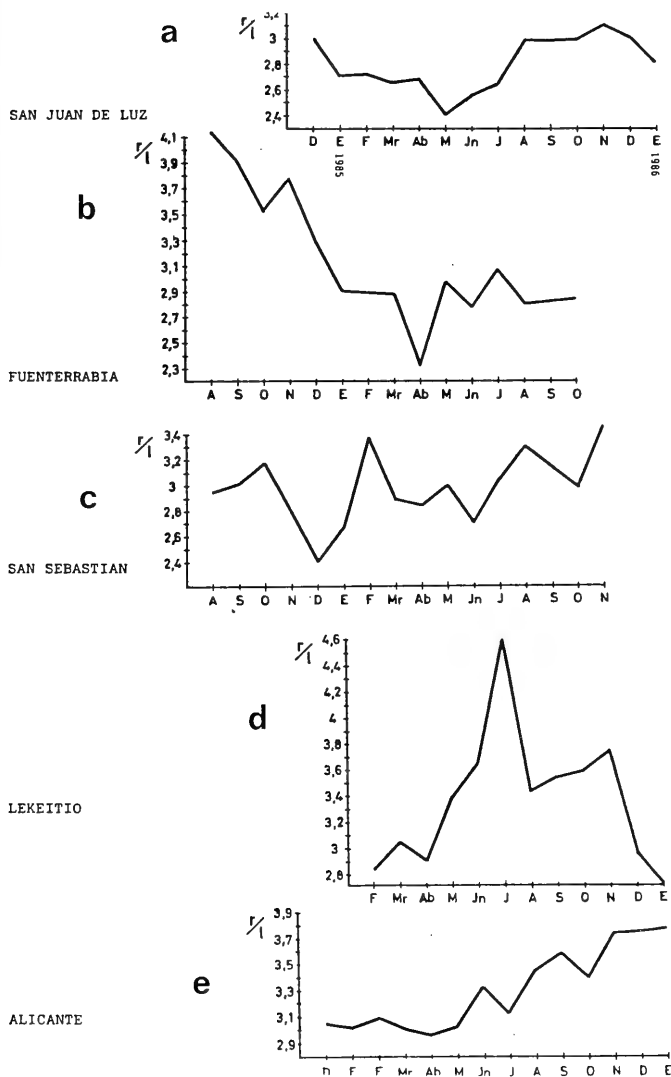 a
r/l
3,2
3
2,8
2,6
2,4
D E F Mr Ab M Jn J A S O N D E
1985
1986
SAN JUAN DE LUZ
b
r/l
4,1
3,9
3,7
3,5
3,3
3,1
2,9
2,7
2,5
2,3
A S O N D E F Mr Ab M Jn J A S O
FUENTERRABIA
c
r/l
3,4
3,2
3
2,8
2,6
2,4
A S O N D E F Mr Ab M Jn J A S O N
SAN SEBASTIAN
d
r/l
4,6
4,4
4,2
4
3,8
3,6
3,4
3,2
3
2,8
F Mr Ab M Jn J A S O N D E
LEKEITIO
e
r/l
3,9
3,7
3,5
3,3
3,1
2,9
F Mr Ab M Jn J A S O N D E
ALICANTE